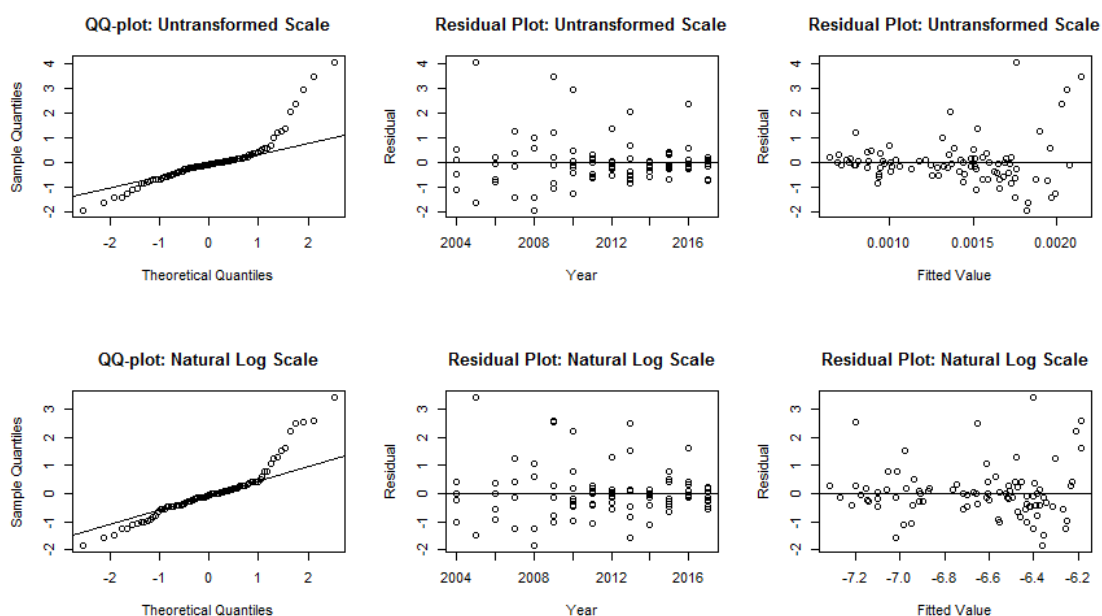 QQ-plot: Untransformed Scale
Sample Quantiles
4
3
2
1
0
-1
-2
-2 -1 0 1 2
Theoretical Quantiles
Residual Plot: Untransformed Scale
Residual
4
3
2
1
0
-1
-2
2004 2008 2012 2016
Year
Residual Plot: Untransformed Scale
Residual
4
3
2
1
0
-1
-2
0.0010 0.0015 0.0020
Fitted Value
QQ-plot: Natural Log Scale
Sample Quantiles
3
2
1
0
-1
-2
-2 -1 0 1 2
Theoretical Quantiles
Residual Plot: Natural Log Scale
Residual
3
2
1
0
-1
-2
2004 2008 2012 2016
Year
Residual Plot: Natural Log Scale
Residual
3
2
1
0
-1
-2
-7.2 -7.0 -6.8 -6.6 -6.4 -6.2
Fitted Value